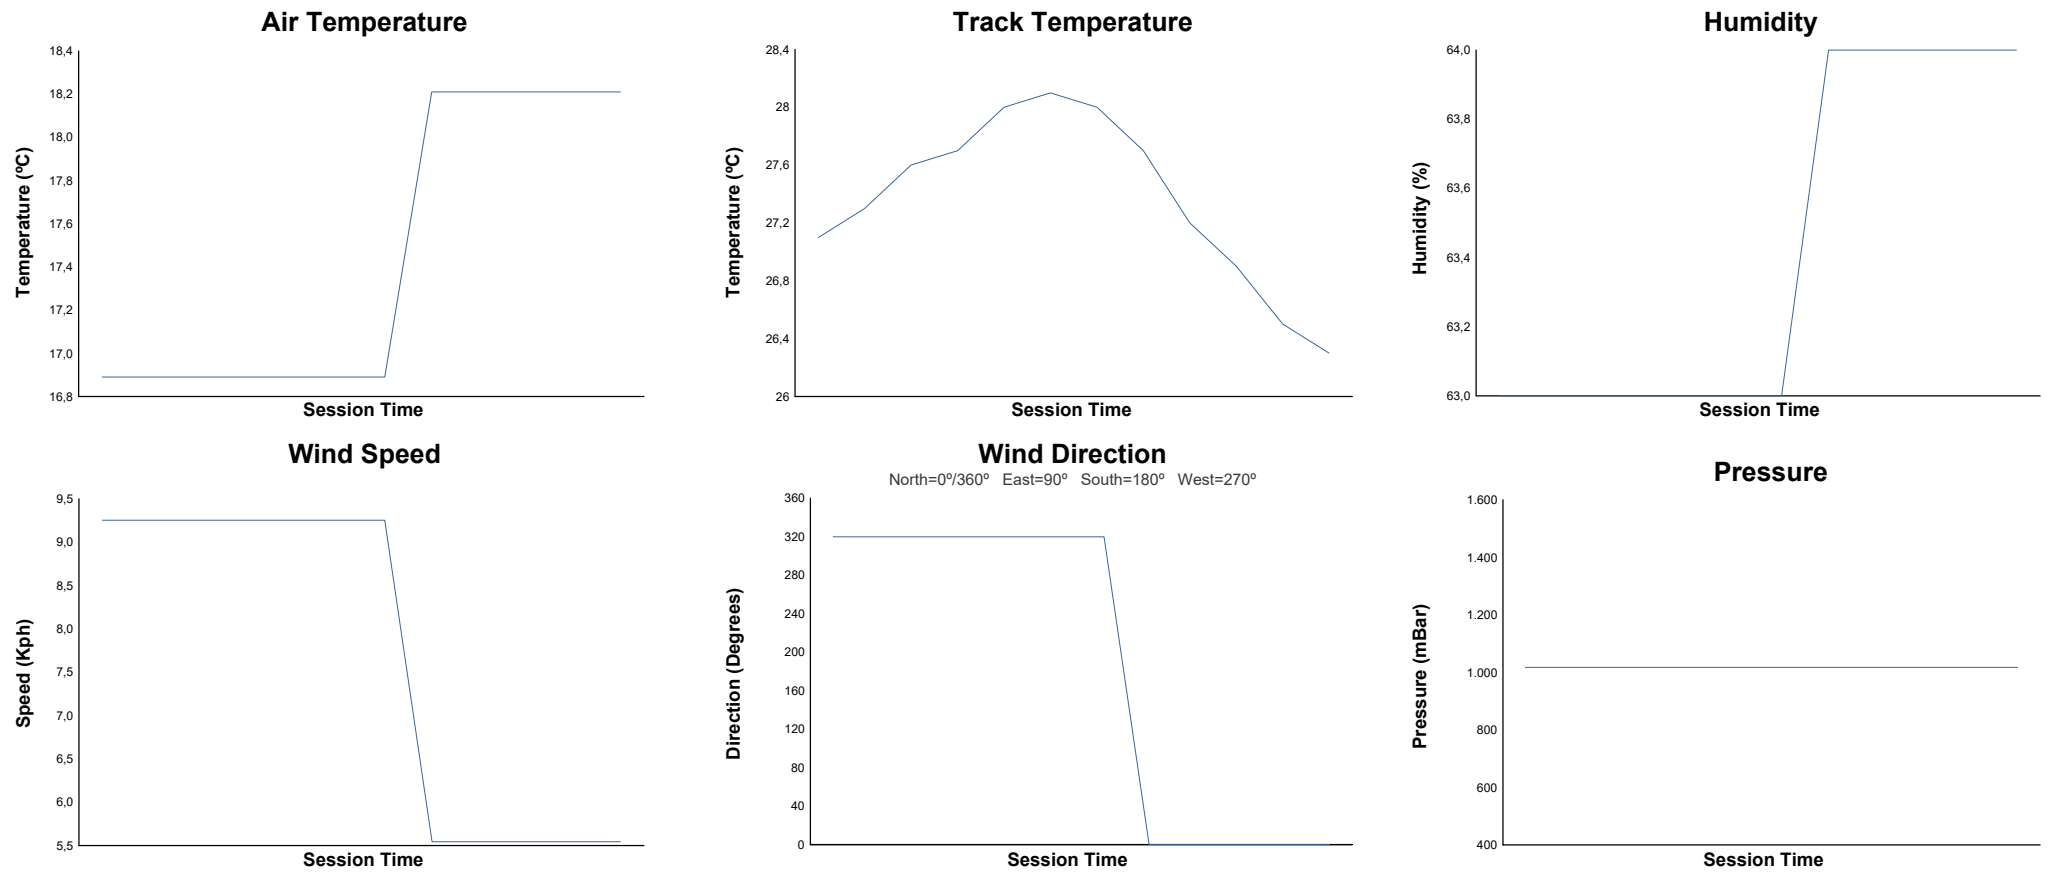 Air Temperature
Temperature (ºC)
18,4
18,2
18,0
17,8
17,6
17,4
17,2
17,0
16,8
Session Time
Track Temperature
Temperature (ºC)
28,4
28
27,6
27,2
26,8
26,4
26
Session Time
Humidity
Humidity (%)
64,0
63,8
63,6
63,4
63,2
63,0
Session Time
Wind Speed
Speed (Kph)
9,5
9,0
8,5
8,0
7,5
7,0
6,5
6,0
5,5
Session Time
Wind Direction
North=0º/360º East=90º South=180º West=270º
Direction (Degrees)
360
320
280
240
200
160
120
80
40
0
Session Time
Pressure
Pressure (mBar)
1.600
1.400
1.200
1.000
800
600
400
Session Time